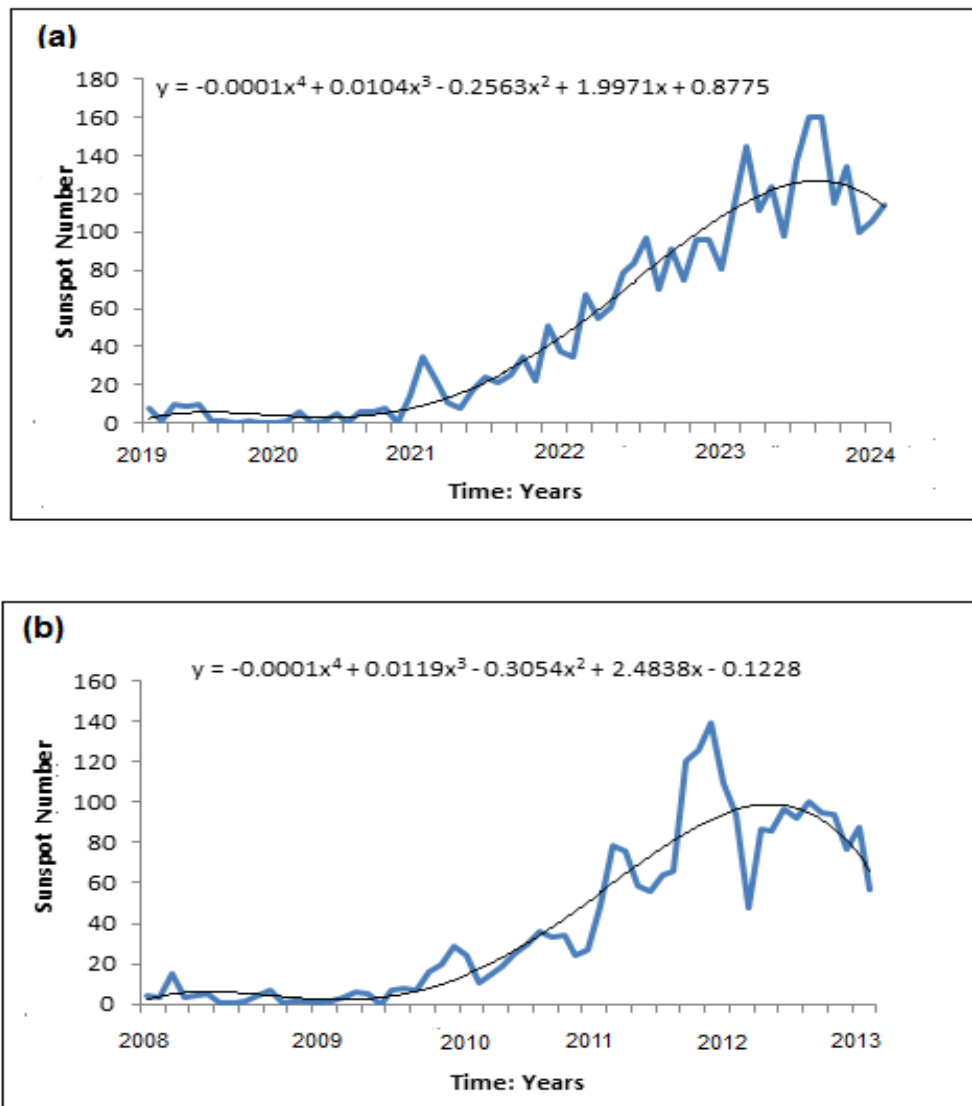 (a)
y = -0.0001x⁴ + 0.0104x³ - 0.2563x² + 1.9971x + 0.8775
180
160
140
120
100
80
60
40
20
0
Sunspot Number
2019 2020 2021 2022 2023 2024
Time: Years
(b)
y = -0.0001x⁴ + 0.0119x³ - 0.3054x² + 2.4838x - 0.1228
160
140
120
100
80
60
40
20
0
Sunspot Number
2008 2009 2010 2011 2012 2013
Time: Years